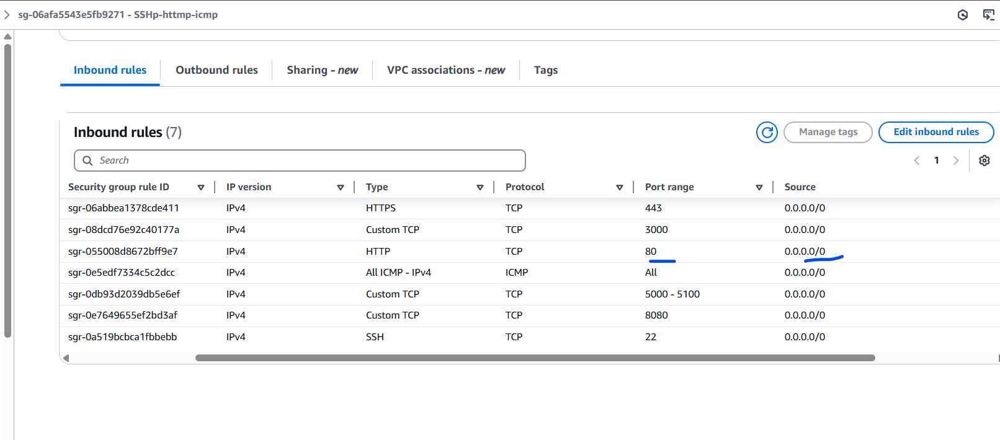 sg-06afa5543e5fb9271 - SSHp-httmp-icmp
Inbound rules Outbound rules Sharing - new VPC associations - new Tags
Inbound rules (7) Manage tags Edit inbound rules
Search 1
Security group rule ID IP version Type Protocol Port range Source
sgr-06abbea1378cde411 IPv4 HTTPS TCP 443 0.0.0.0/0
sgr-08dcd76e92c40177a IPv4 Custom TCP TCP 3000 0.0.0.0/0
sgr-055008d8672bff9e7 IPv4 HTTP TCP 80 0.0.0.0/0
sgr-0e5edf7334c5c2dcc IPv4 All ICMP - IPv4 ICMP All 0.0.0.0/0
sgr-0db93d2039db5e6ef IPv4 Custom TCP TCP 5000 - 5100 0.0.0.0/0
sgr-0e7649655ef2bd3af IPv4 Custom TCP TCP 8080 0.0.0.0/0
sgr-0a519bcbca1fbbebb IPv4 SSH TCP 22 0.0.0.0/0